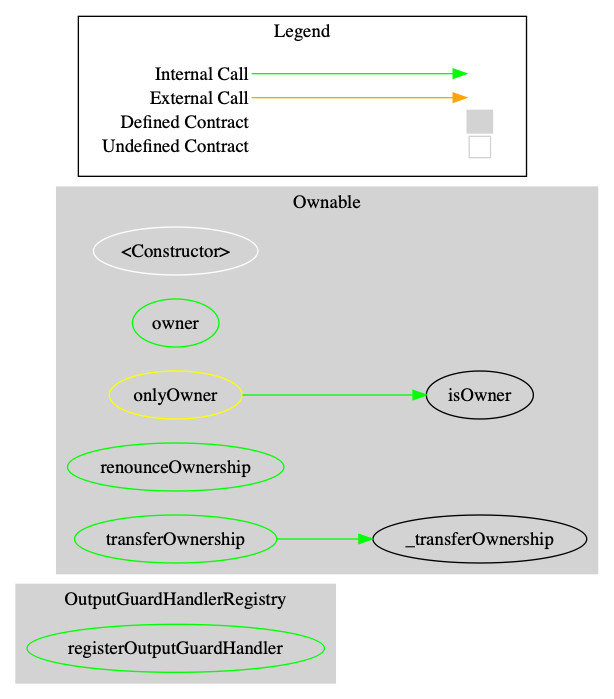 Legend
Internal Call
External Call
Defined Contract
Undefined Contract
Ownable
<Constructor>
owner
onlyOwner
isOwner
renounceOwnership
transferOwnership
_transferOwnership
OutputGuardHandlerRegistry
registerOutputGuardHandler